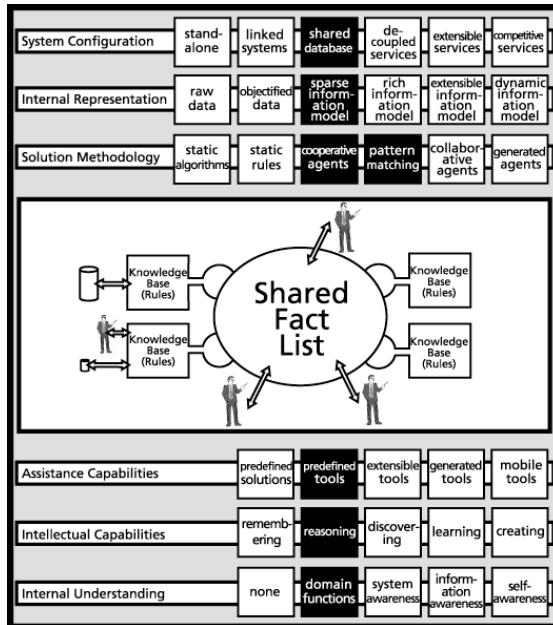 System Configuration
stand-
alone
linked
systems
shared
database
de-
coupled
services
extensible
services
competitive
services
Internal Representation
raw
data
objectified
data
sparse
inform-
ation
model
rich
inform-
ation
model
extensible
inform-
ation
model
dynamic
inform-
ation
model
Solution Methodology
static
algorithms
static
rules
cooperative
agents
pattern
matching
collabor-
ative
agents
generated
agents
Knowledge
Base
(Rules)
Knowledge
Base
(Rules)
Shared
Fact
List
Knowledge
Base
(Rules)
Knowledge
Base
(Rules)
Assistance Capabilities
predefined
solutions
predefined
tools
extensible
tools
generated
tools
mobile
tools
Intellectual Capabilities
rememb-
ering
reasoning
discover-
ing
learning
creating
Internal Understanding
none
domain
functions
system
awareness
inform-
ation
awareness
self-
awareness